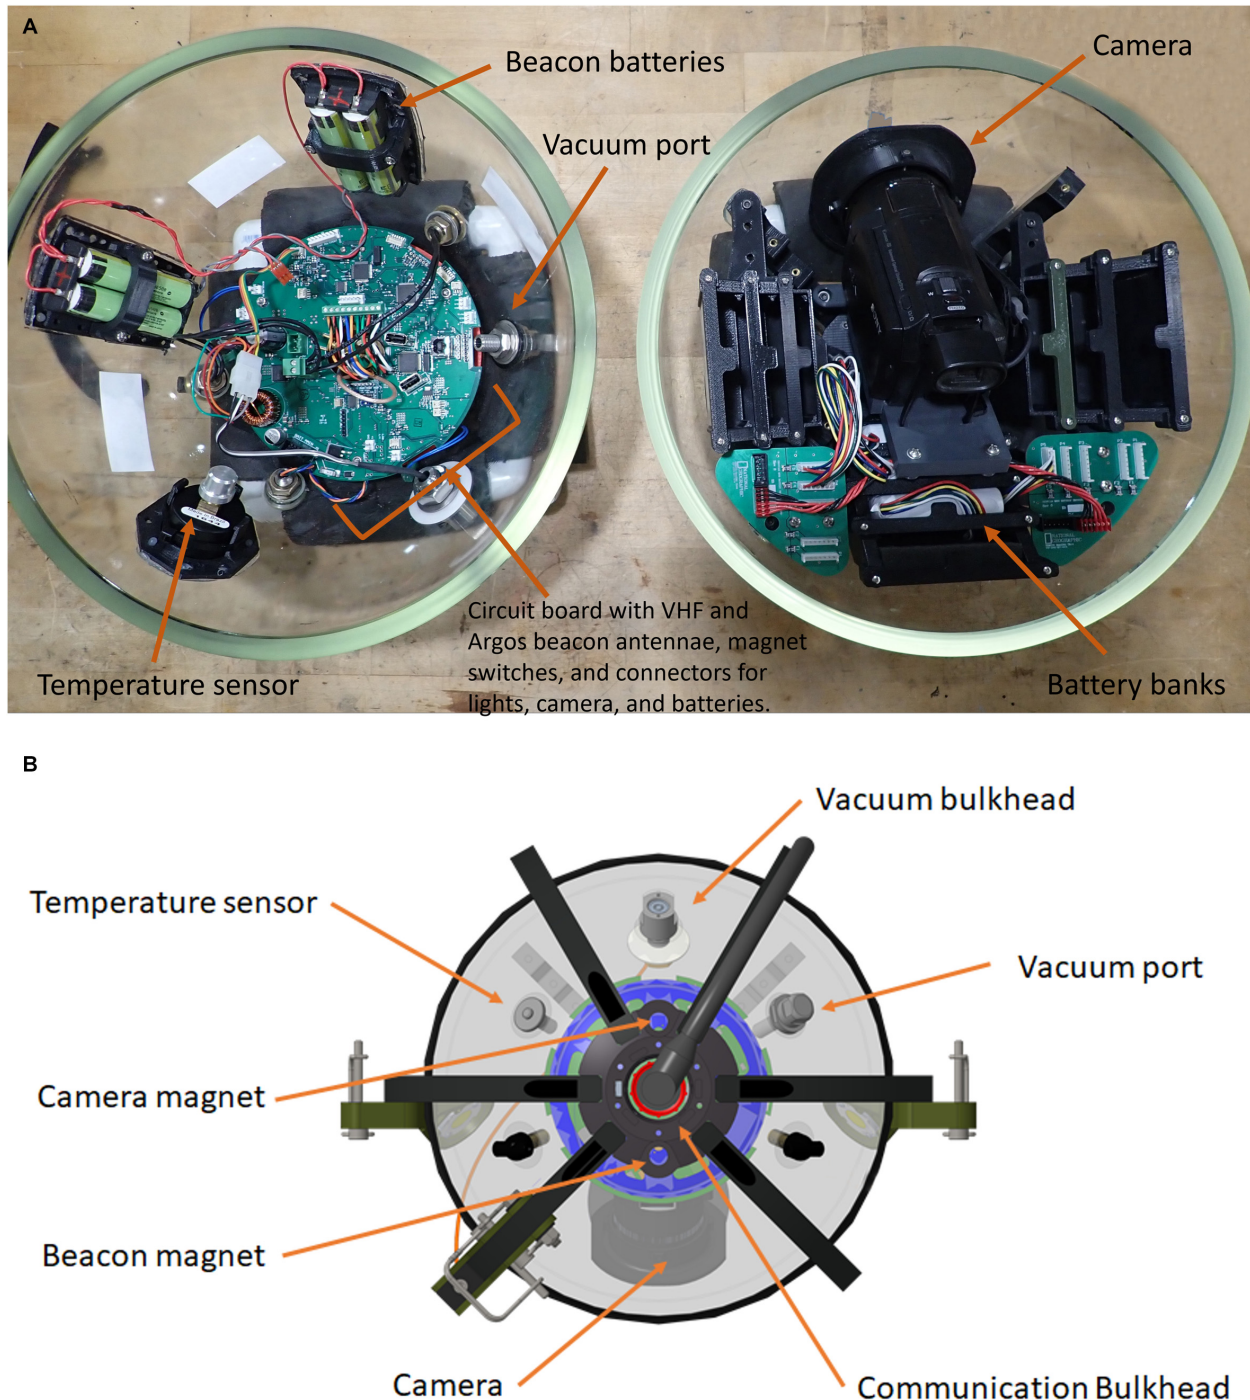 A
Beacon batteries
Camera
Vacuum port
Circuit board with VHF and
Argos beacon antennae, magnet
switches, and connectors for
lights, camera, and batteries.
Temperature sensor
Battery banks
B
Vacuum bulkhead
Temperature sensor
Vacuum port
Camera magnet
Beacon magnet
Camera
Communication Bulkhead